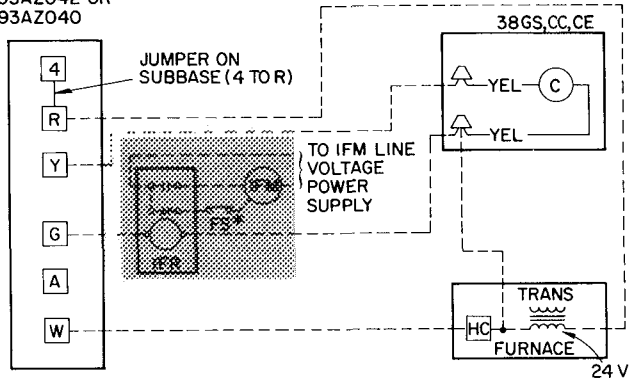 93AZ040
38GS,CC,CE
4
JUMPER ON
SUBBASE (4 TO R)
R
YEL
C
YEL
Y
TO IFM LINE
VOLTAGE
POWER
SUPPLY
IFM
FS*
G
IFR
A
W
TRANS
HC
FURNACE
24 V